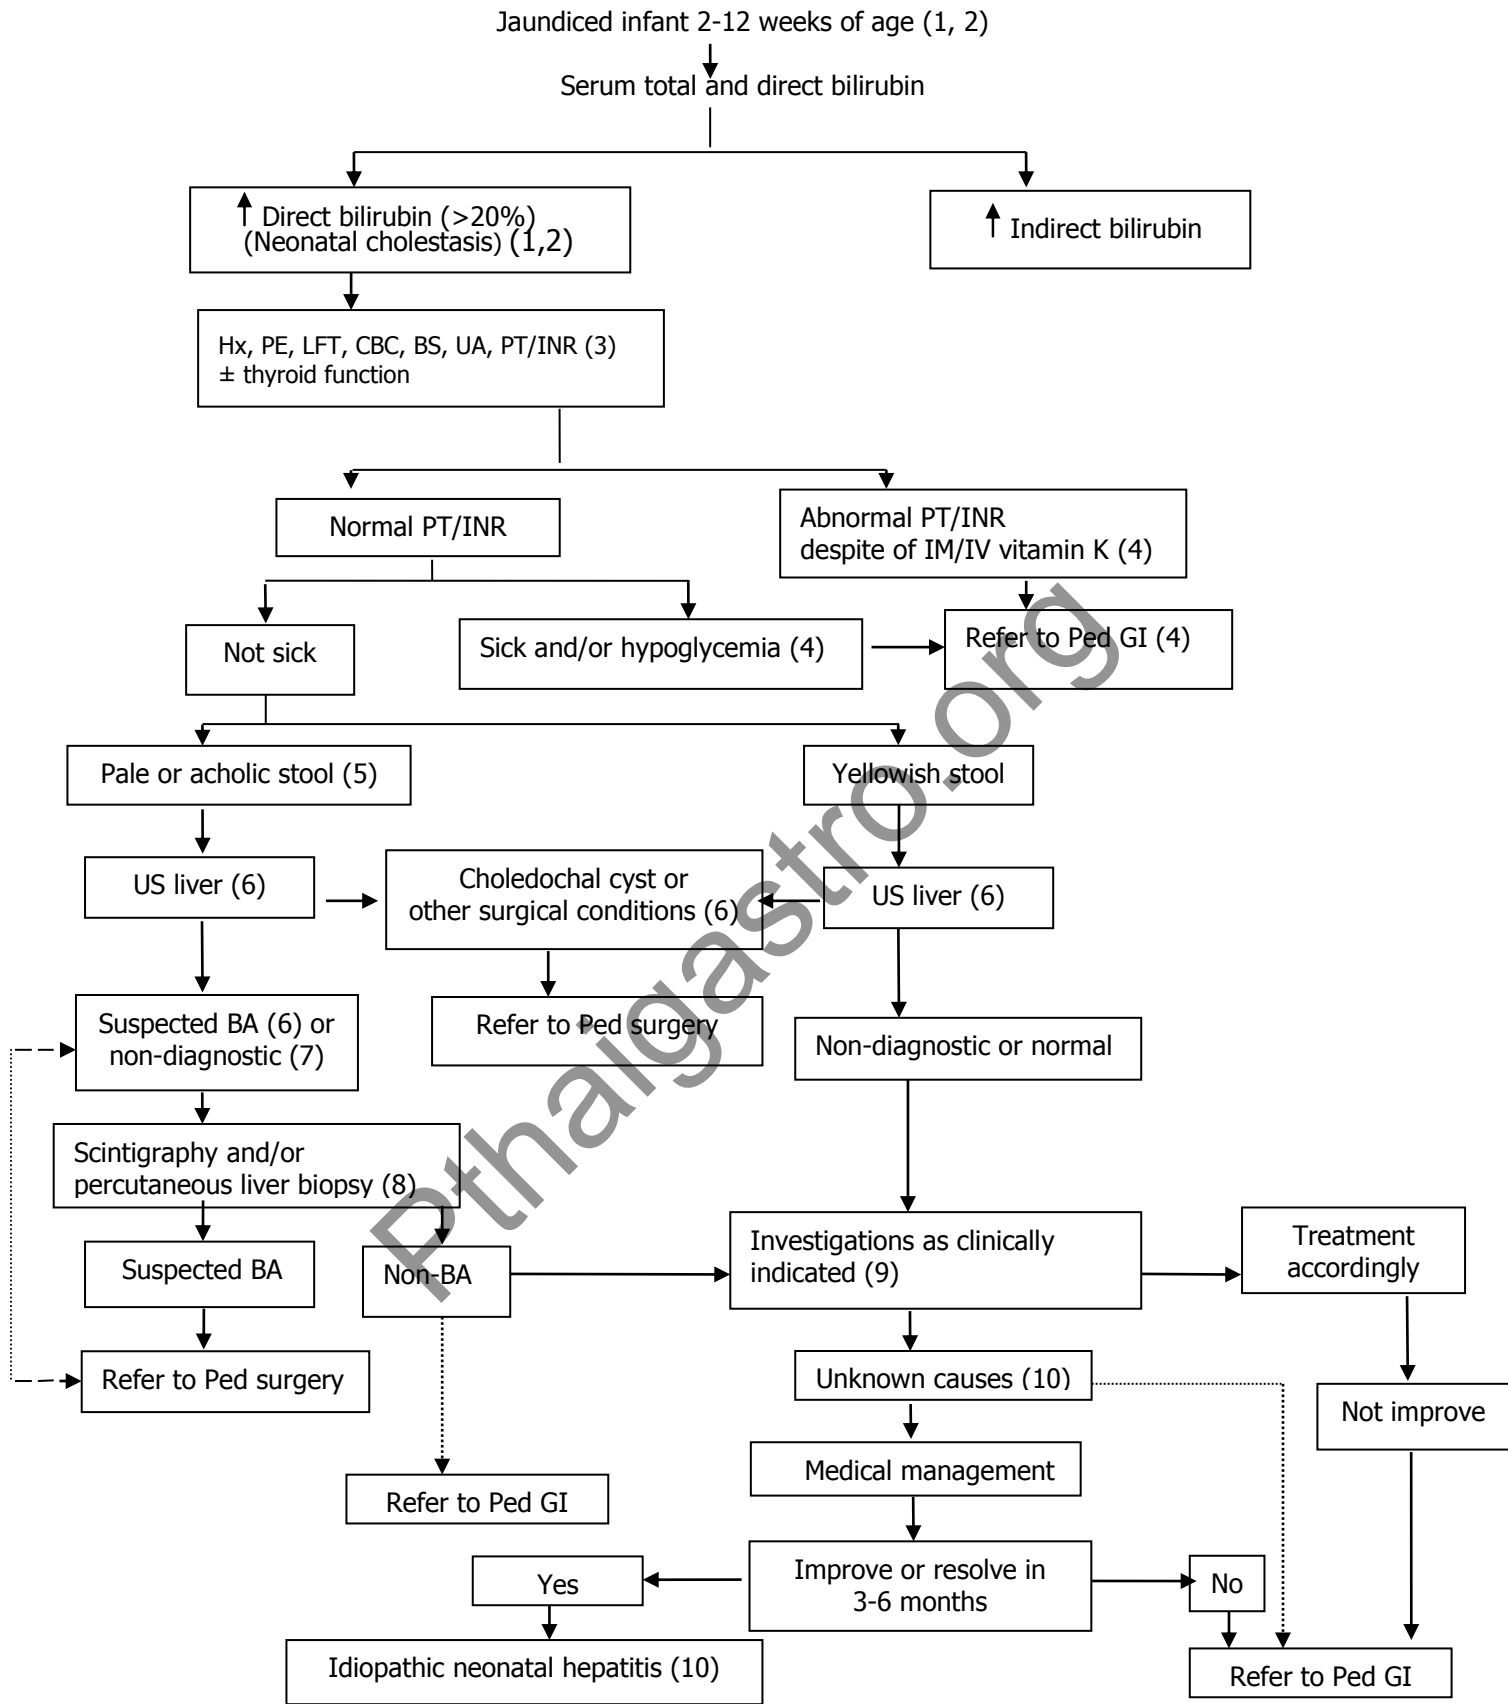 Jaundiced infant 2-12 weeks of age (1, 2)
Serum total and direct bilirubin
Direct bilirubin (>20%)
(Neonatal cholestasis) (1,2)
Indirect bilirubin
Hx, PE, LFT, CBC, BS, UA, PT/INR (3)
± thyroid function
Normal PT/INR
Abnormal PT/INR
despite of IM/IV vitamin K (4)
Not sick
Sick and/or hypoglycemia (4)
Refer to Ped GI (4)
Pale or acholic stool (5)
Yellowish stool
US liver (6)
Choledochal cyst or
other surgical conditions (6)
US liver (6)
Suspected BA (6) or
non-diagnostic (7)
Refer to Ped surgery
Non-diagnostic or normal
Scintigraphy and/or
percutaneous liver biopsy (8)
Suspected BA
Non-BA
Investigations as clinically
indicated (9)
Treatment
accordingly
Refer to Ped surgery
Unknown causes (10)
Not improve
Medical management
Refer to Ped GI
Yes
Improve or resolve in
3-6 months
No
Idiopathic neonatal hepatitis (10)
Refer to Ped GI
Pthaigastro.org